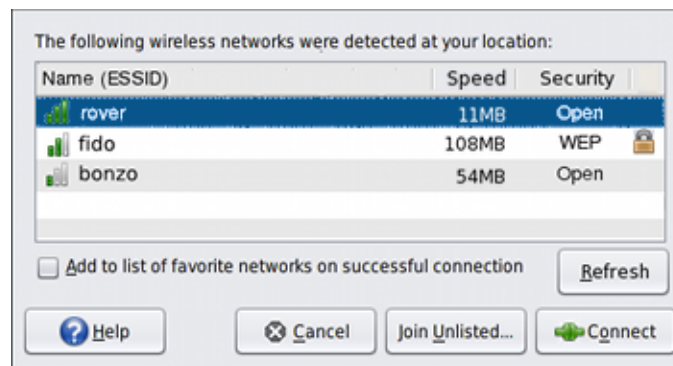 The following wireless networks were detected at your location:
Name (ESSID) Speed Security
rover 11MB Open
fido 108MB WEP
bonzo 54MB Open
Add to list of favorite networks on successful connection
Refresh
Help Cancel Join Unlisted... Connect